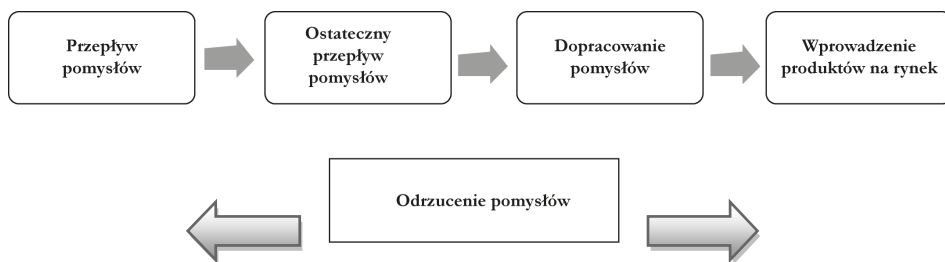 Przepływ
pomysłów
Ostateczny
przepływ
pomysłów
Dopracowanie
pomysłów
Wprowadzenie
produktów na rynek
Odrzucenie pomysłów